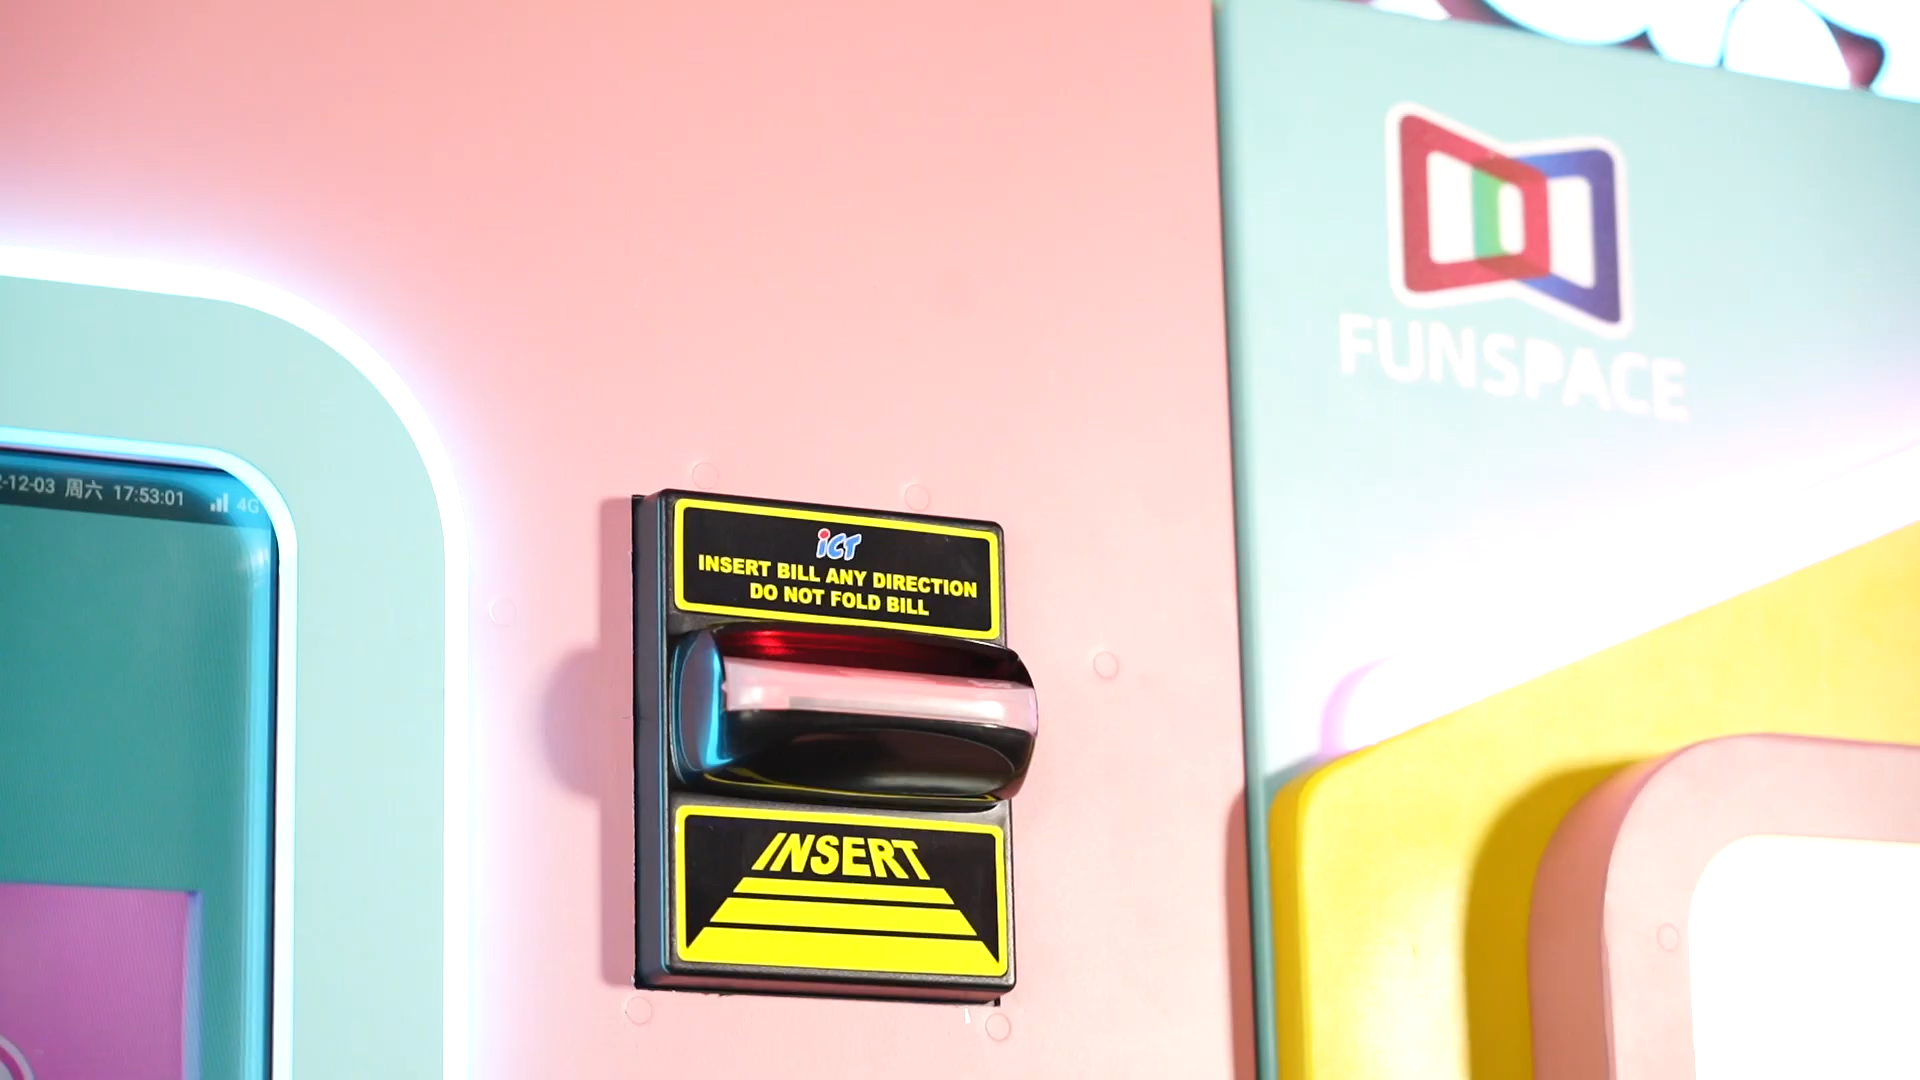 -12-03 周六 17:53:01 4G
FUNSPACE
iCT
INSERT BILL ANY DIRECTION
DO NOT FOLD BILL
INSERT